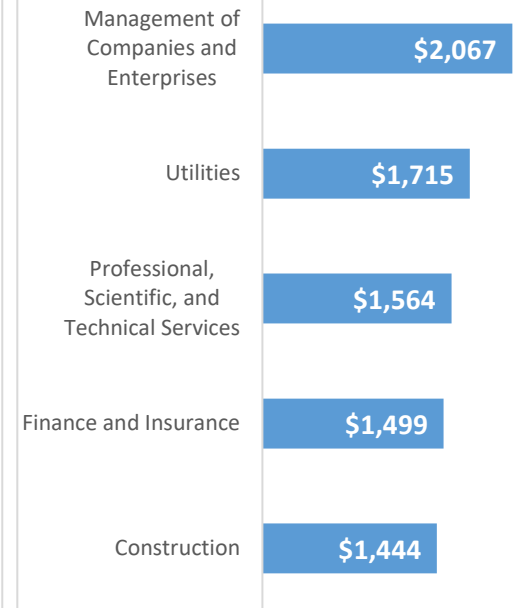 Management of
Companies and
Enterprises
$2,067
Utilities
$1,715
Professional,
Scientific, and
Technical Services
$1,564
Finance and Insurance
$1,499
Construction
$1,444